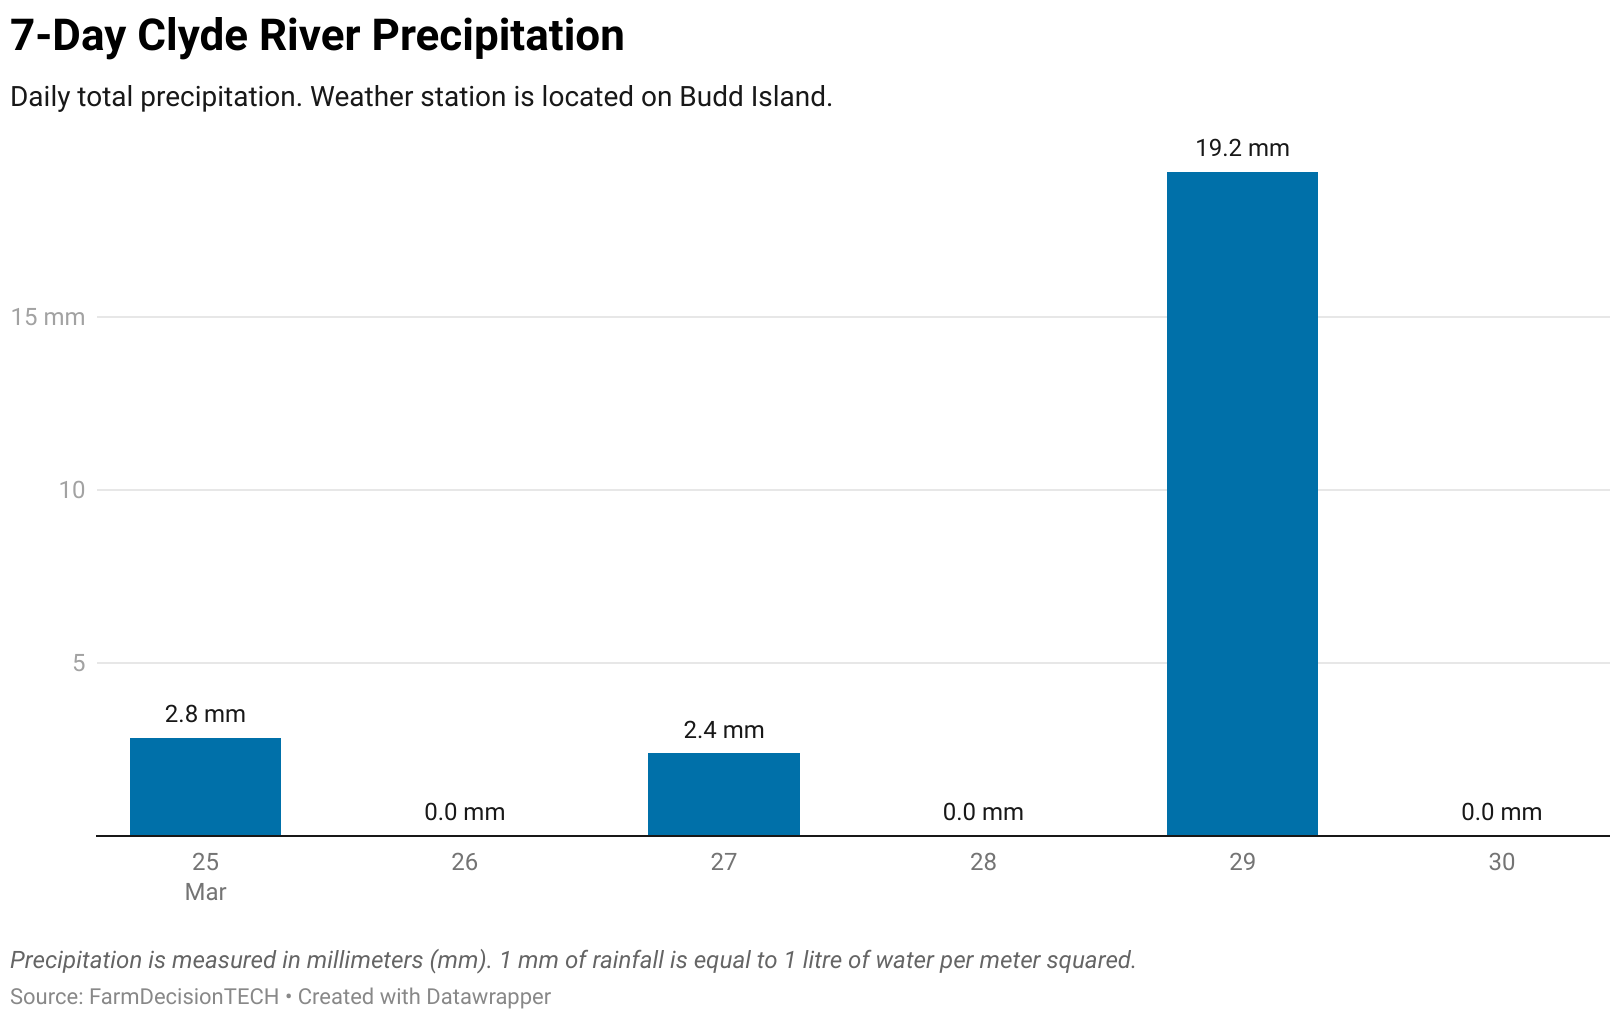 7-Day Clyde River Precipitation
Daily total precipitation. Weather station is located on Budd Island.
19.2 mm
15 mm
10
5
2.8 mm
2.4 mm
0.0 mm
0.0 mm
0.0 mm
25 26 27 28 29 30
Mar
Precipitation is measured in millimeters (mm). 1 mm of rainfall is equal to 1 litre of water per meter squared.
Source: FarmDecisionTECH • Created with Datawrapper